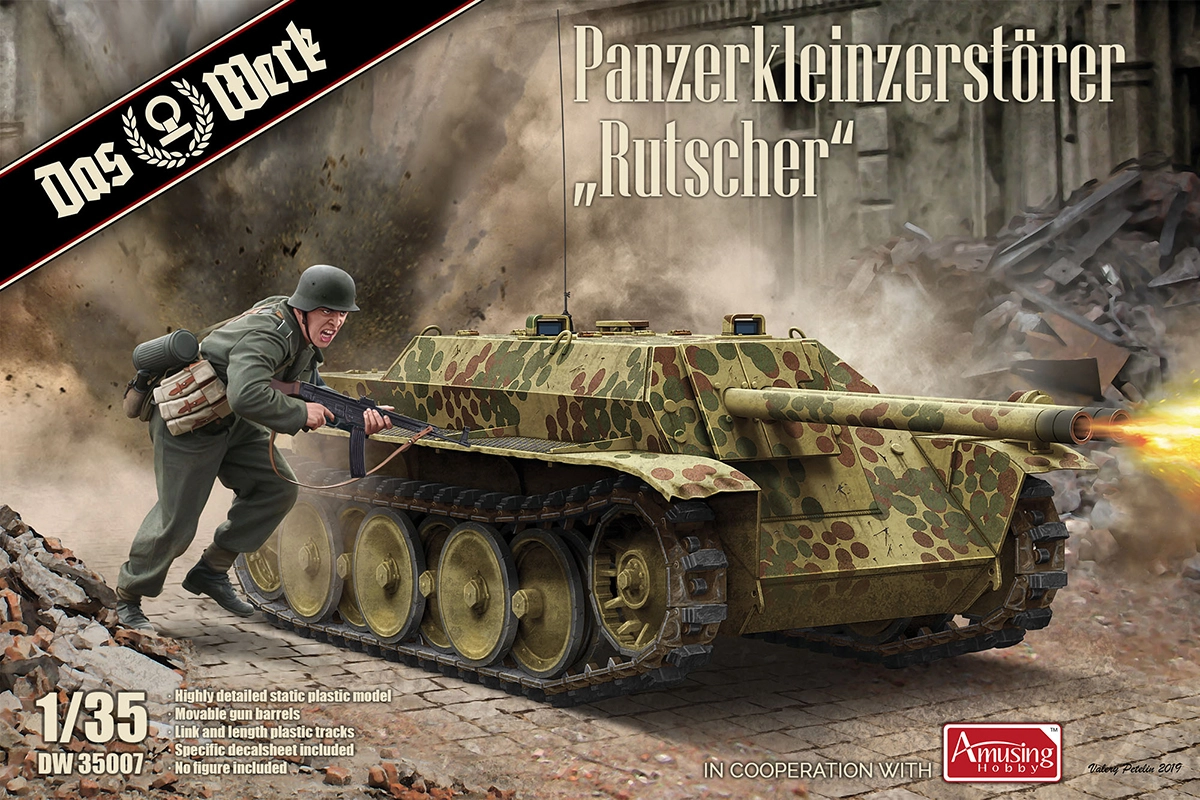 Das Werk
Panzerkleinzerstörer
„Rutscher“
1/35
DW 35007
· Highly detailed static plastic model
· Movable gun barrels
· Link and length plastic tracks
· Specific decalsheet included
· No figure included
IN COOPERATION WITH
Amusing
Hobby
TM
Valery Petelin 2019